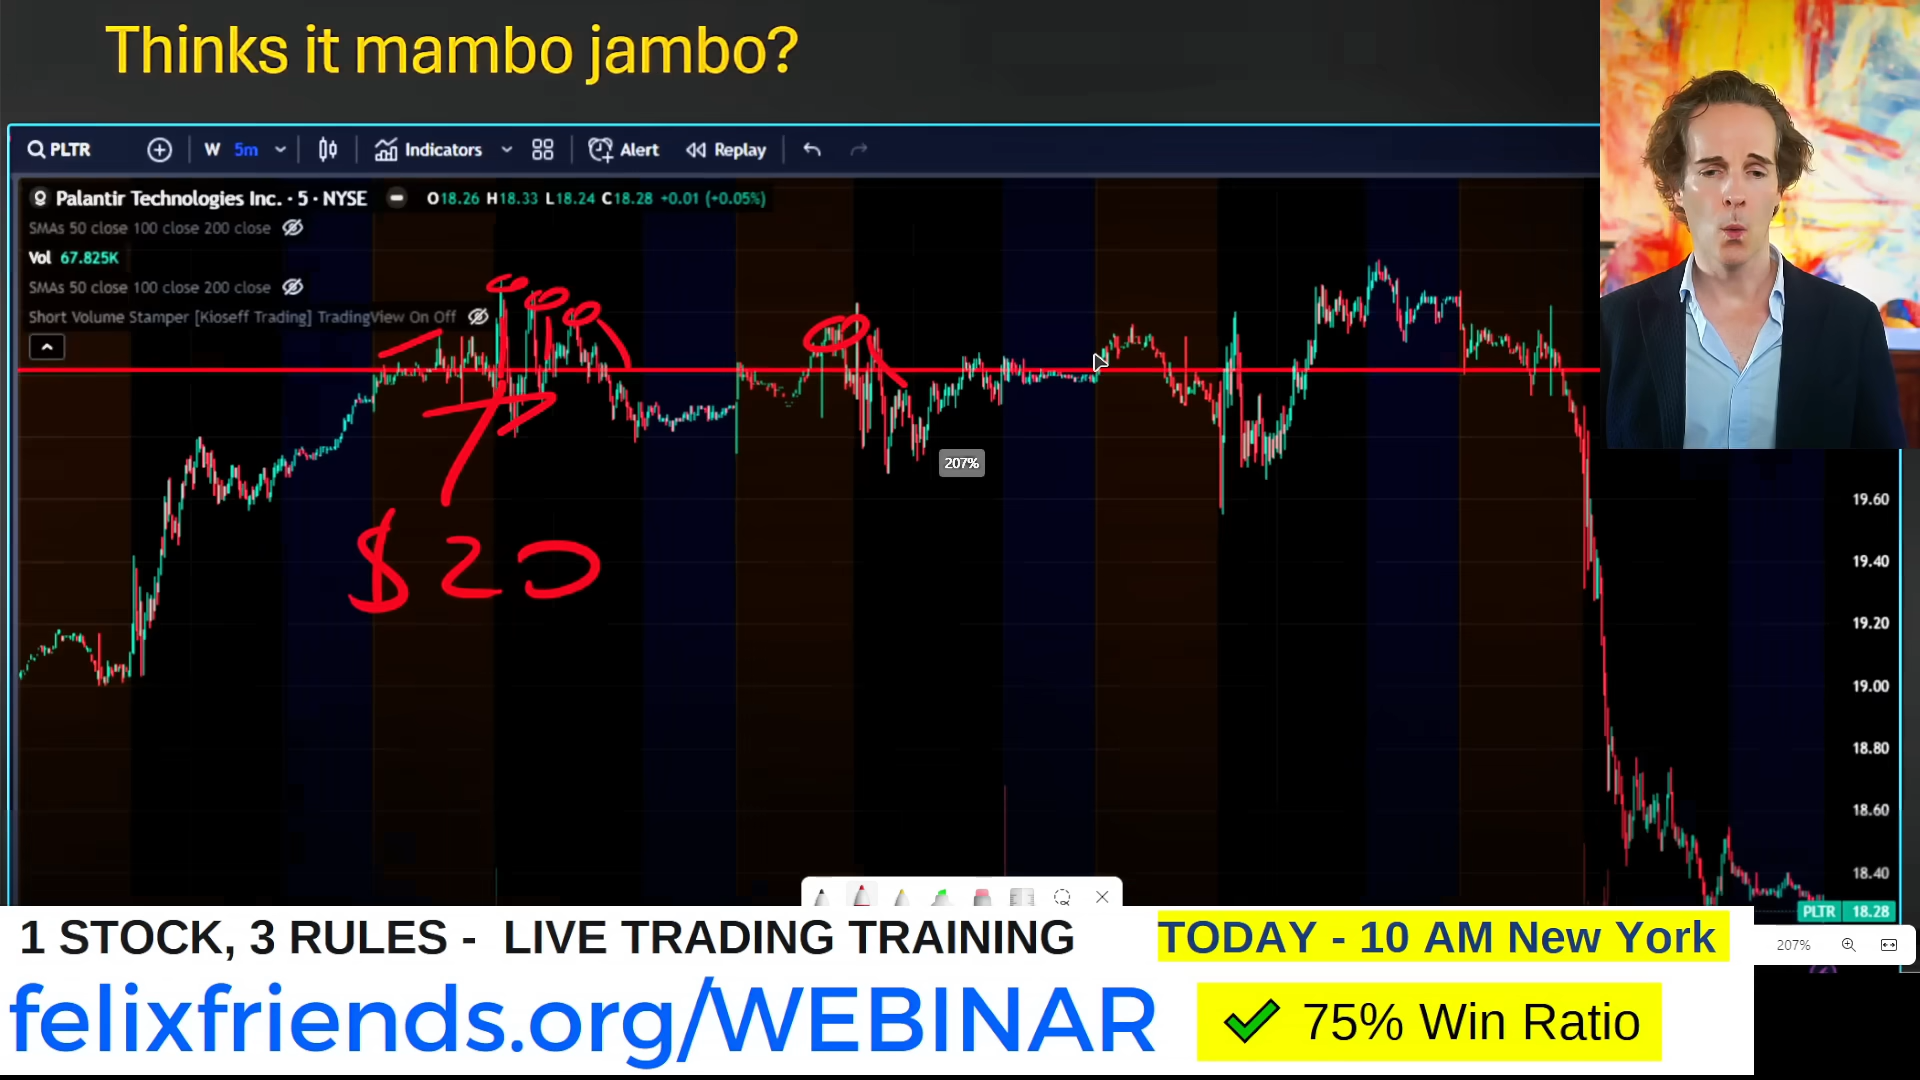 Thinks it mambo jambo?
PLTR W 5m Indicators Alert Replay
Palantir Technologies Inc. · 5 · NYSE O18.26 H18.33 L18.24 C18.28 +0.01 (+0.05%)
SMAs 50 close 100 close 200 close
Vol 67.825K
SMAs 50 close 100 close 200 close
Short Volume Stamper [Kioseff Trading] TradingView On Off
207%
$20
19.60
19.40
19.20
19.00
18.80
18.60
18.40
PLTR 18.28
1 STOCK, 3 RULES - LIVE TRADING TRAINING
TODAY - 10 AM New York
207%
felixfriends.org/WEBINAR
75% Win Ratio